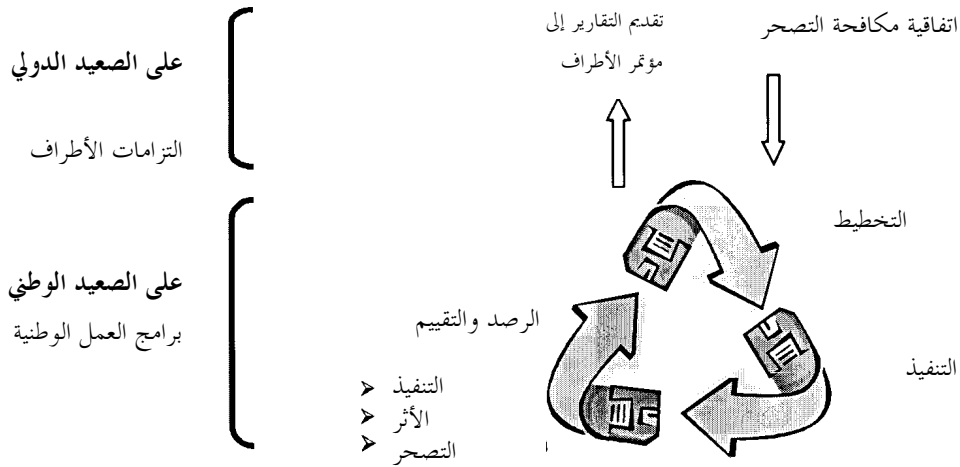 اتفاقية مكافحة التصحر
تقديم التقارير إلى
مؤتمر الأطراف
على الصعيد الدولي
التزامات الأطراف
التخطيط
على الصعيد الوطني
برامج العمل الوطنية
الرصد والتقييم
التنفيذ
التنفيذ
الأثر
التصحر